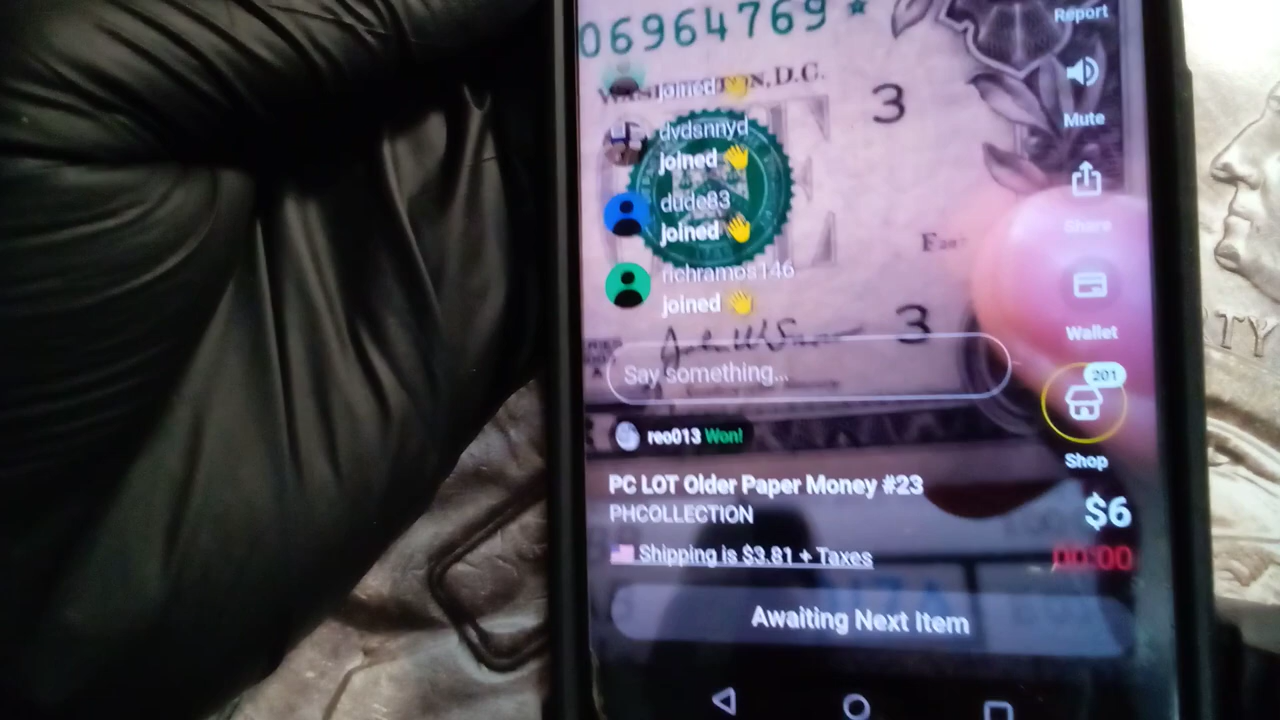 06964769 ★
Report
WASHINGTON, D.C.
joined 👋
3
Mute
dvdsnnyd
joined 👋
dude83
joined 👋
Share
richramos146
joined 👋
3
Wallet
Say something...
201
reo013 Won!
Shop
PC LOT Older Paper Money #23
$6
PHCOLLECTION
Shipping is $3.81 + Taxes
00:00
Awaiting Next Item
TY